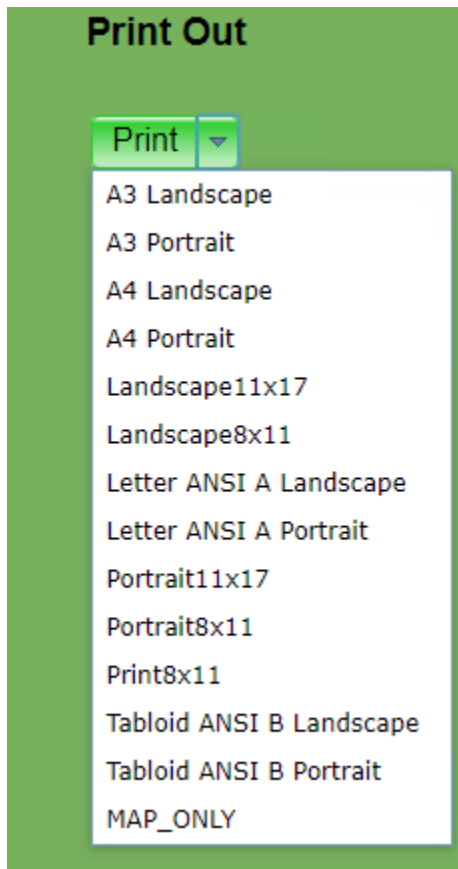 Print Out
Print
A3 Landscape
A3 Portrait
A4 Landscape
A4 Portrait
Landscape11x17
Landscape8x11
Letter ANSI A Landscape
Letter ANSI A Portrait
Portrait11x17
Portrait8x11
Print8x11
Tabloid ANSI B Landscape
Tabloid ANSI B Portrait
MAP_ONLY